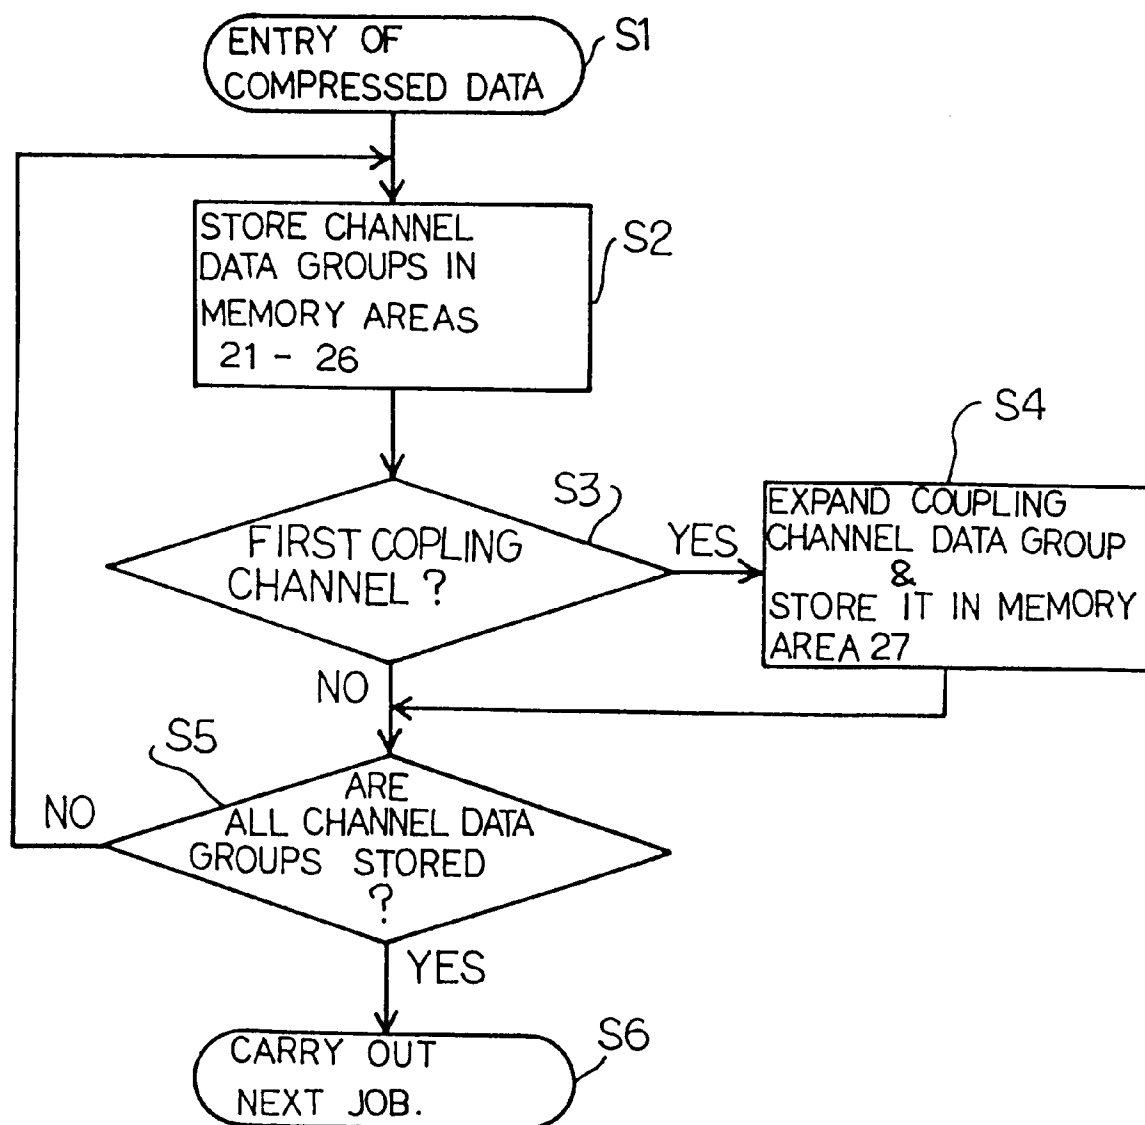 ENTRY OF
COMPRESSED DATA
S1
STORE CHANNEL
DATA GROUPS IN
MEMORY AREAS
21 - 26
S2
FIRST COPLING
CHANNEL ?
S3
YES
EXPAND COUPLING
CHANNEL DATA GROUP
&
STORE IT IN MEMORY
AREA 27
S4
NO
S5
ARE
ALL CHANNEL DATA
GROUPS STORED
?
NO
YES
CARRY OUT
NEXT JOB.
S6